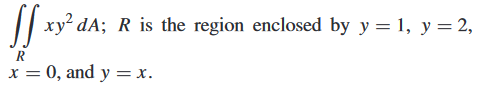 ∬_R xy² dA; R is the region enclosed by y = 1, y = 2,
x = 0, and y = x.